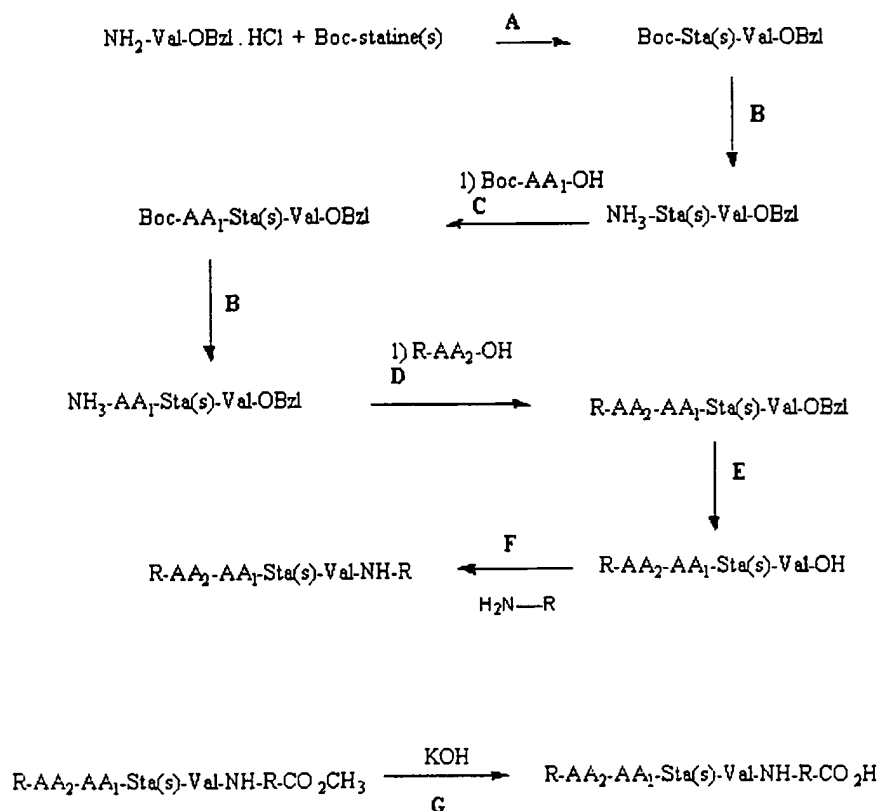 NH2-Val-OBzl . HCl + Boc-statine(s) A Boc-Sta(s)-Val-OBzl
B
1) Boc-AA1-OH
Boc-AA1-Sta(s)-Val-OBzl C NH3-Sta(s)-Val-OBzl
B
1) R-AA2-OH
D
NH3-AA1-Sta(s)-Val-OBzl R-AA2-AA1-Sta(s)-Val-OBzl
E
F
R-AA2-AA1-Sta(s)-Val-NH-R R-AA2-AA1-Sta(s)-Val-OH
H2N—R
KOH
R-AA2-AA1-Sta(s)-Val-NH-R-CO2CH3 R-AA2-AA1-Sta(s)-Val-NH-R-CO2H
G